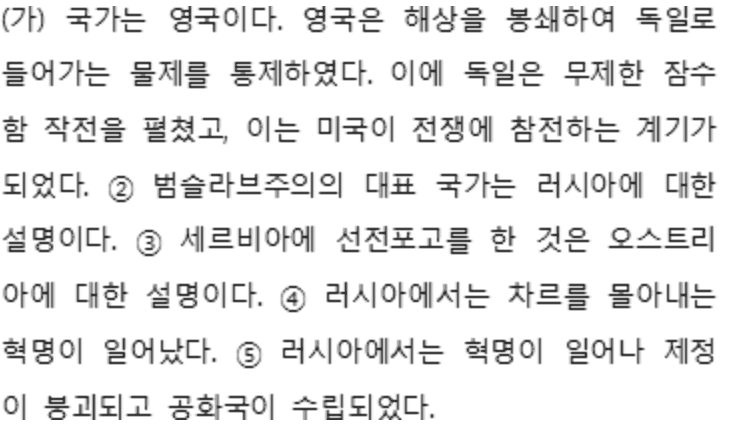 (가) 국가는 영국이다. 영국은 해상을 봉쇄하여 독일로
들어가는 물제를 통제하였다. 이에 독일은 무제한 잠수
함 작전을 펼쳤고, 이는 미국이 전쟁에 참전하는 계기가
되었다. ② 범슬라브주의의 대표 국가는 러시아에 대한
설명이다. ③ 세르비아에 선전포고를 한 것은 오스트리
아에 대한 설명이다. ④ 러시아에서는 차르를 몰아내는
혁명이 일어났다. ⑤ 러시아에서는 혁명이 일어나 제정
이 붕괴되고 공화국이 수립되었다.